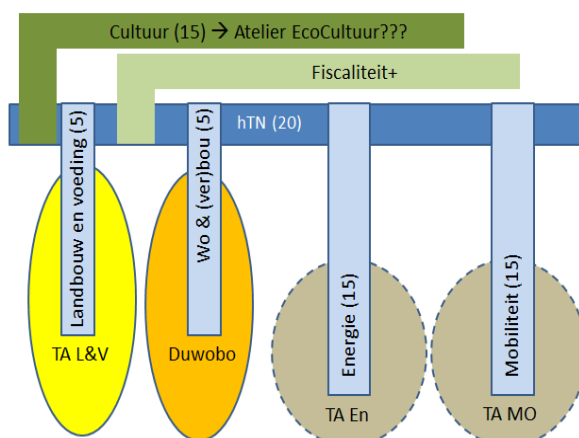 Cultuur (15) → Atelier EcoCultuur???
Fiscaliteit+
hTN (20)
Landbouw en voeding (5)
Wo & (ver)bou (5)
Energie (15)
Mobiliteit (15)
TA L&V
Duwobo
TA En
TA MO